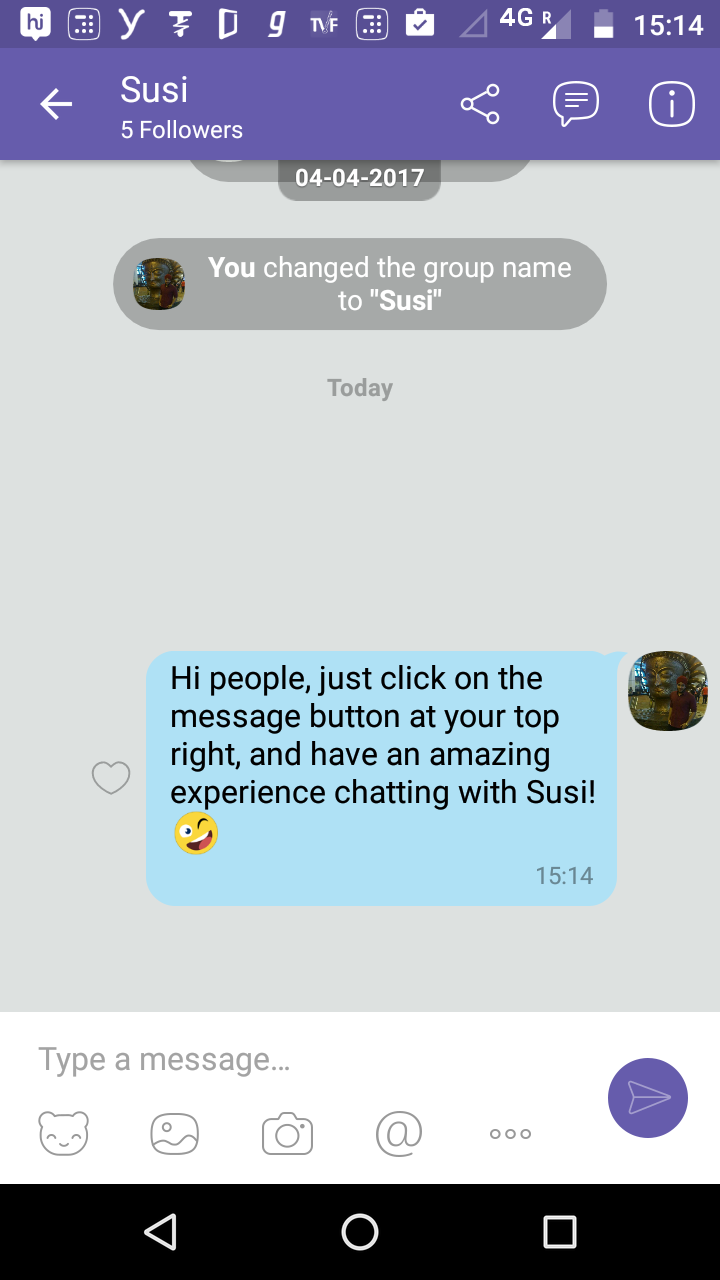 hi y g TVF 4G R 15:14
Susi
5 Followers
04-04-2017
You changed the group name
to "Susi"
Today
Hi people, just click on the
message button at your top
right, and have an amazing
experience chatting with Susi!
15:14
Type a message...
@